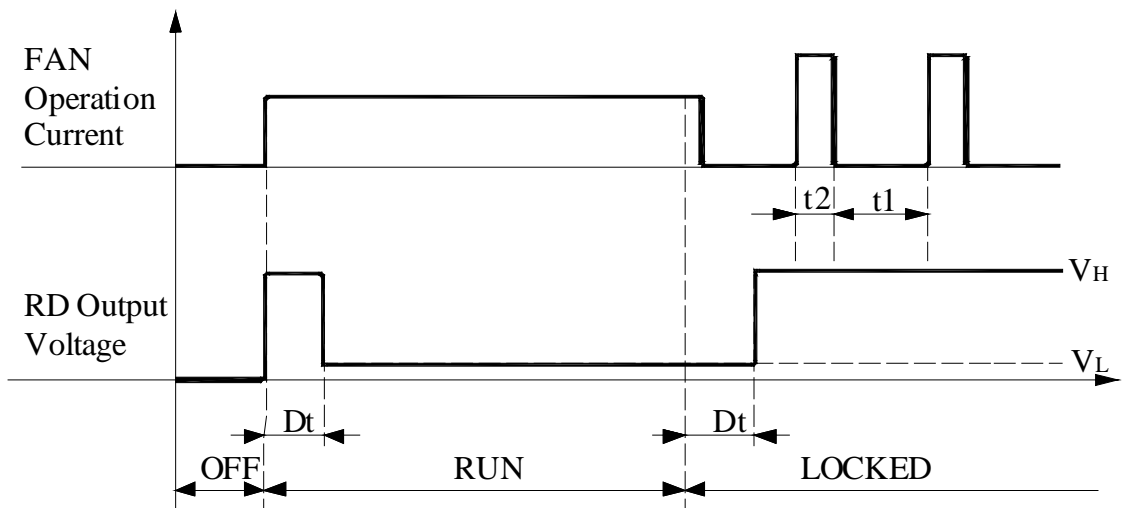 FAN
Operation
Current
t2
t1
VH
RD Output
Voltage
VL
Dt
Dt
OFF
RUN
LOCKED